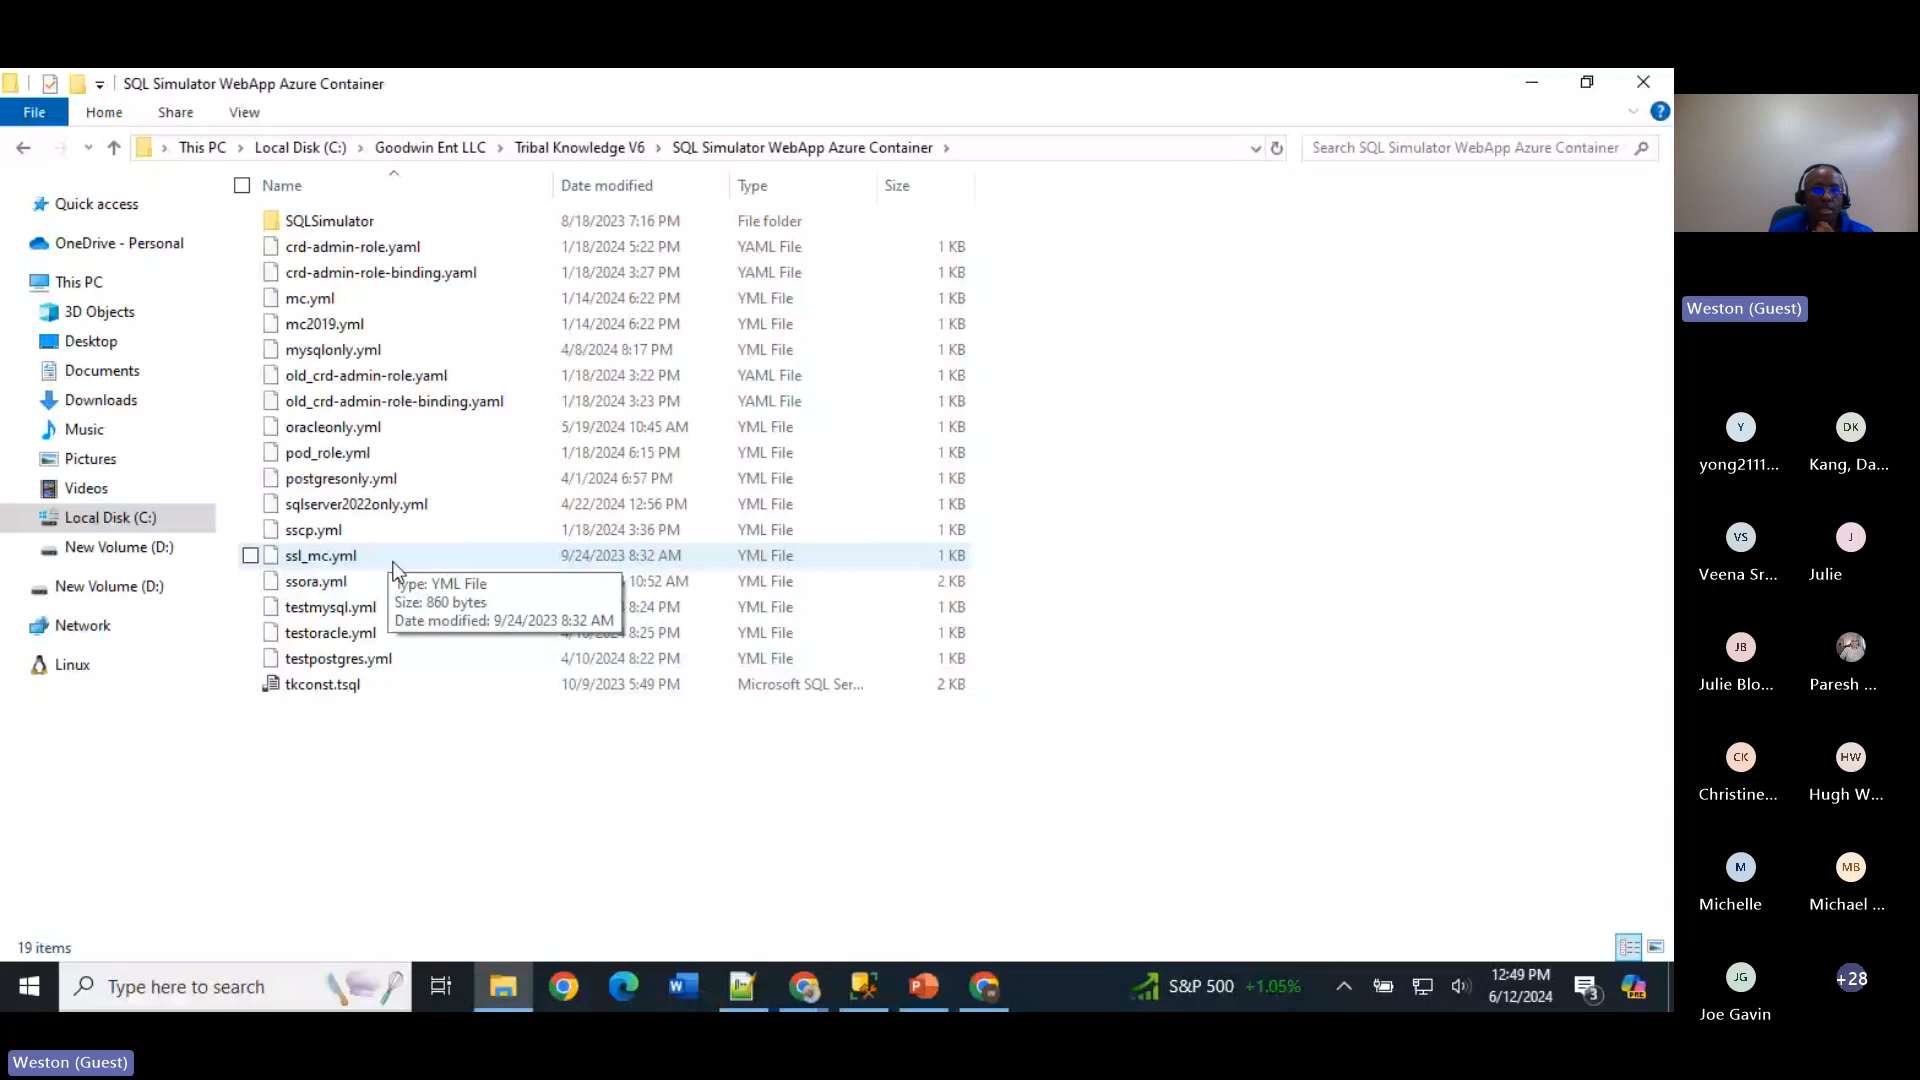 SQL Simulator WebApp Azure Container
File Home Share View
This PC Local Disk (C:) Goodwin Ent LLC Tribal Knowledge V6 SQL Simulator WebApp Azure Container
Search SQL Simulator WebApp Azure Container
Name Date modified Type Size
Quick access
OneDrive - Personal
This PC
3D Objects
Desktop
Documents
Downloads
Music
Pictures
Videos
Local Disk (C:)
New Volume (D:)
New Volume (D:)
Network
Linux
SQLSimulator 8/18/2023 7:16 PM File folder
crd-admin-role.yaml 1/18/2024 5:22 PM YAML File 1 KB
crd-admin-role-binding.yaml 1/18/2024 3:27 PM YAML File 1 KB
mc.yml 1/14/2024 6:22 PM YML File 1 KB
mc2019.yml 1/14/2024 6:22 PM YML File 1 KB
mysqlonly.yml 4/8/2024 8:17 PM YML File 1 KB
old_crd-admin-role.yaml 1/18/2024 3:22 PM YAML File 1 KB
old_crd-admin-role-binding.yaml 1/18/2024 3:23 PM YAML File 1 KB
oracleonly.yml 5/19/2024 10:45 AM YML File 1 KB
pod_role.yml 1/18/2024 6:15 PM YML File 1 KB
postgresonly.yml 4/1/2024 6:57 PM YML File 1 KB
sqlserver2022only.yml 4/22/2024 12:56 PM YML File 1 KB
sscp.yml 1/18/2024 3:36 PM YML File 1 KB
ssl_mc.yml 9/24/2023 8:32 AM YML File 1 KB
ssora.yml 10:52 AM YML File 2 KB
testmysql.yml 8:24 PM YML File 1 KB
testoracle.yml 8:25 PM YML File 1 KB
testpostgres.yml 4/10/2024 8:22 PM YML File 1 KB
tkconst.tsql 10/9/2023 5:49 PM Microsoft SQL Ser... 2 KB
Type: YML File
Size: 860 bytes
Date modified: 9/24/2023 8:32 AM
19 items
Type here to search
S&P 500 +1.05%
12:49 PM
6/12/2024
3
Weston (Guest)
Weston (Guest)
Y DK
yong2111... Kang, Da...
VS J
Veena Sr... Julie
JB
Julie Blo... Paresh ...
CK HW
Christine... Hugh W...
M MB
Michelle Michael ...
JG +28
Joe Gavin